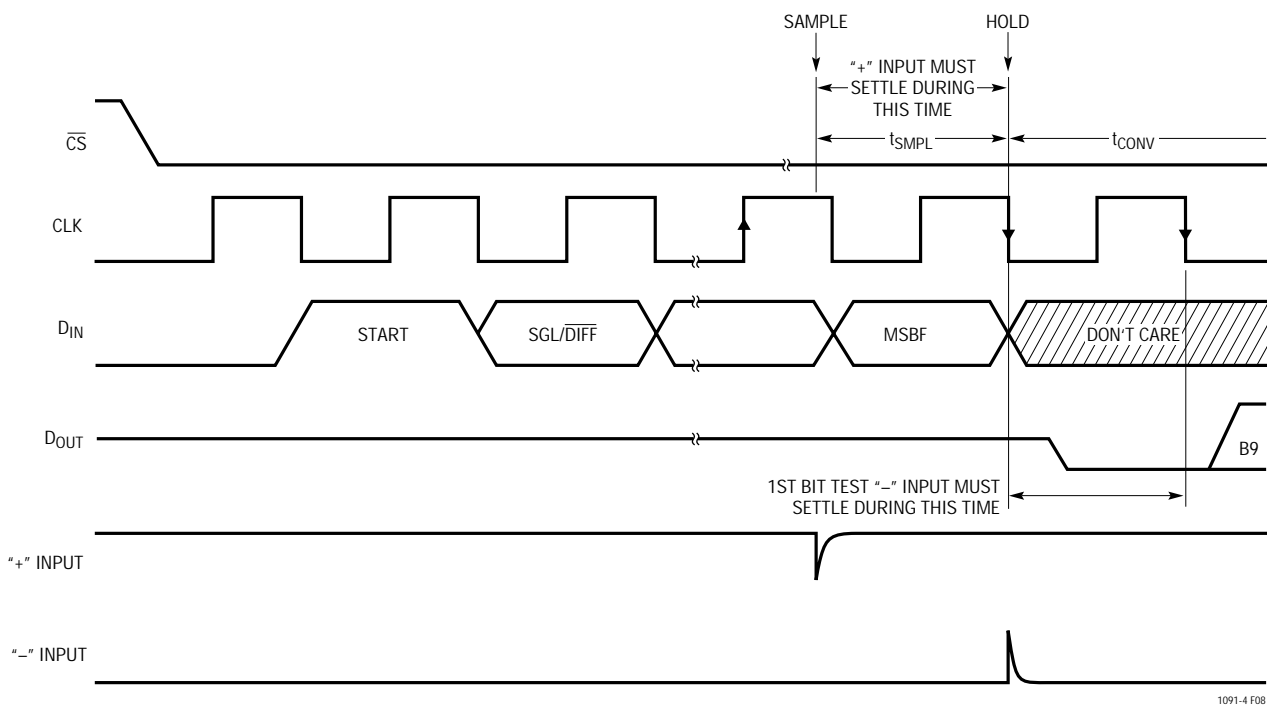 SAMPLE
HOLD
“+” INPUT MUST
SETTLE DURING
THIS TIME
tSMPL
tCONV
CS
CLK
DIN
START
SGL/DIFF
MSBF
DON'T CARE
DOUT
B9
1ST BIT TEST “–” INPUT MUST
SETTLE DURING THIS TIME
“+” INPUT
“–” INPUT
1091-4 F08